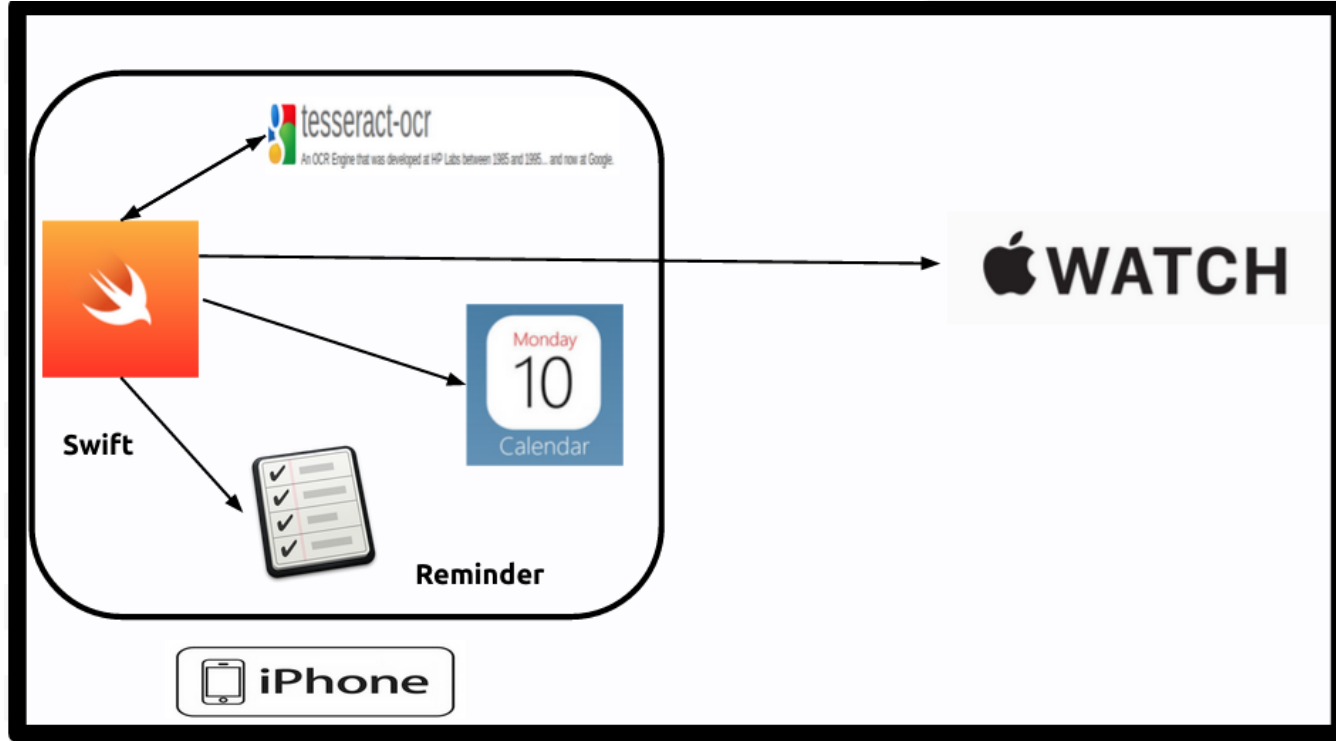 tesseract-ocr
An OCR Engine that was developed at HP Labs between 1985 and 1995... and now at Google.
WATCH
Monday
10
Calendar
Swift
Reminder
iPhone